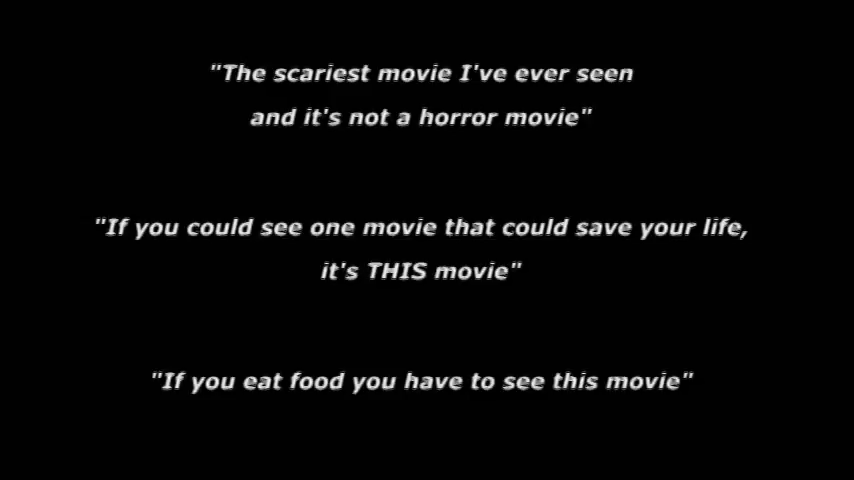 "The scariest movie I've ever seen
and it's not a horror movie"
"If you could see one movie that could save your life,
it's THIS movie"
"If you eat food you have to see this movie"